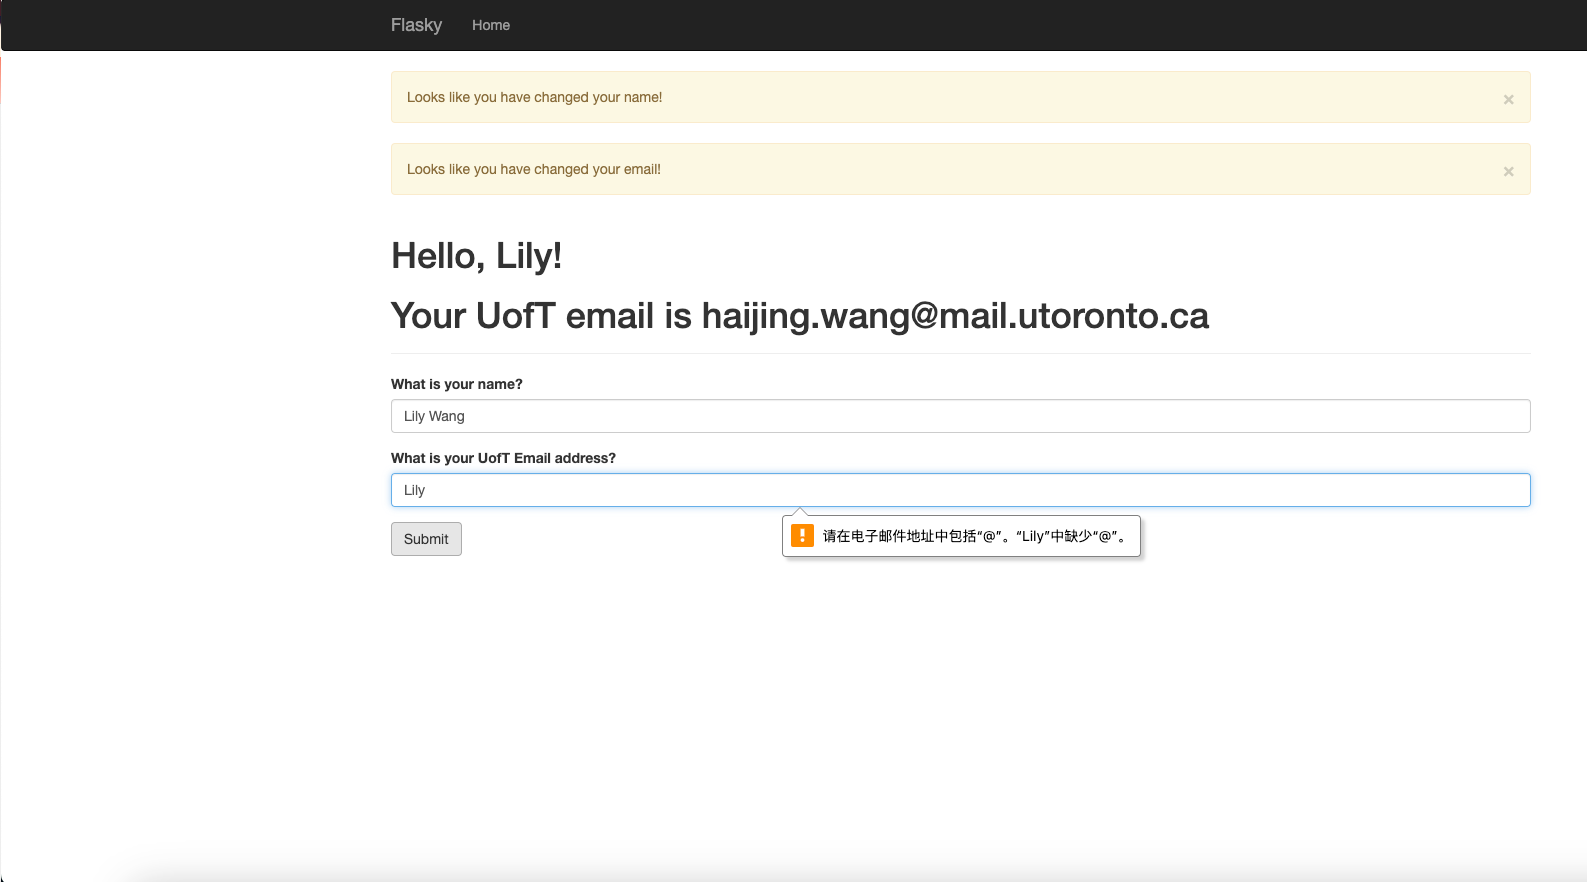 Flasky Home
Looks like you have changed your name! ×
Looks like you have changed your email! ×
Hello, Lily!
Your UofT email is haijing.wang@mail.utoronto.ca
What is your name?
Lily Wang
What is your UofT Email address?
Lily
Submit
请在电子邮件地址中包括“@”。“Lily”中缺少“@”。